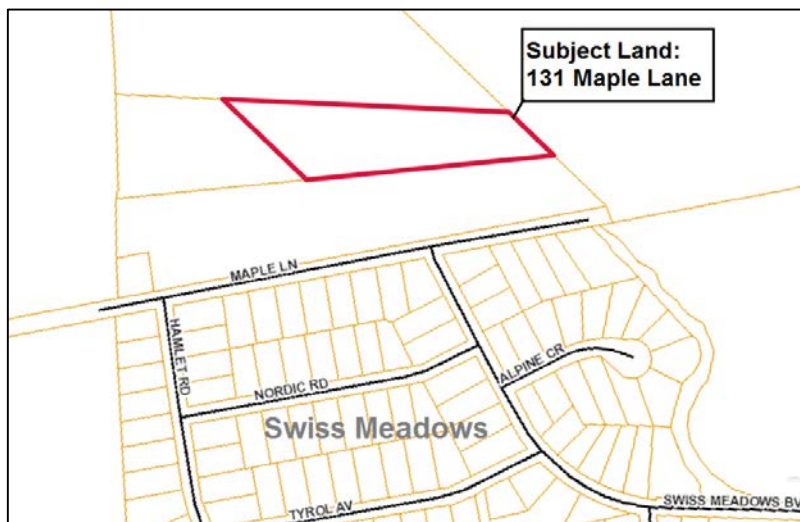 Subject Land:
131 Maple Lane
MAPLE LN
HAMLET RD
ALPINE CR
NORDIC RD
Swiss Meadows
SWISS MEADOWS BV
TYROL AV